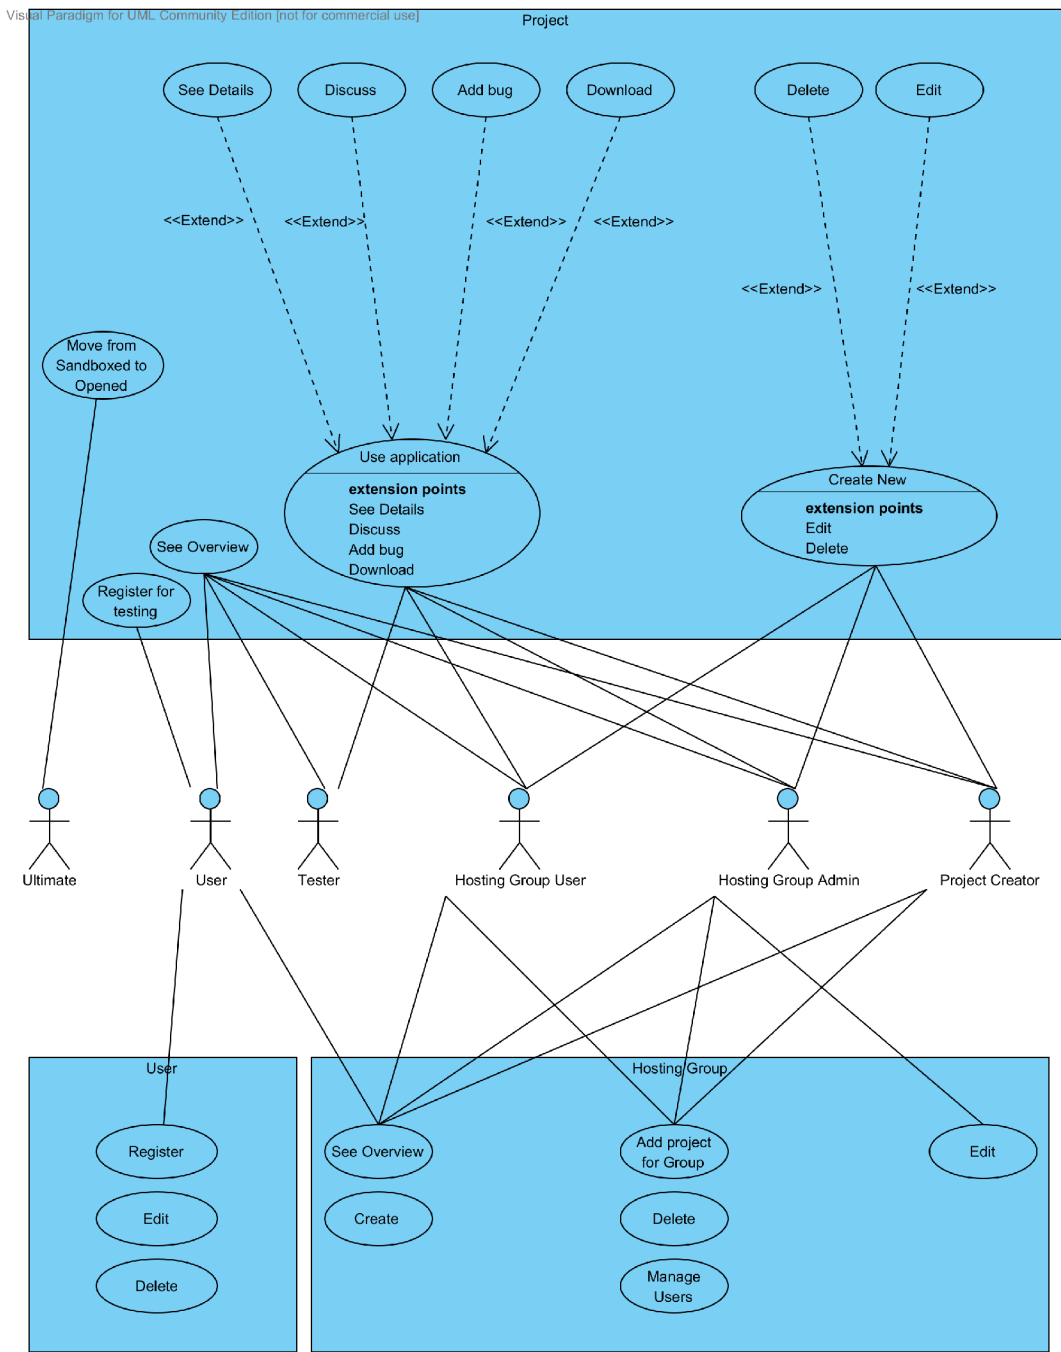 Visual Paradigm for UML Community Edition [not for commercial use]
Project
See Details
Discuss
Add bug
Download
Delete
Edit
<<Extend>>
<<Extend>>
<<Extend>>
<<Extend>>
<<Extend>>
<<Extend>>
Move from
Sandboxed to
Opened
Use application
extension points
See Details
Discuss
Add bug
Download
Create New
extension points
Edit
Delete
See Overview
Register for
testing
Ultimate
User
Tester
Hosting Group User
Hosting Group Admin
Project Creator
User
Register
Edit
Delete
Hosting Group
See Overview
Add project
for Group
Edit
Create
Delete
Manage
Users